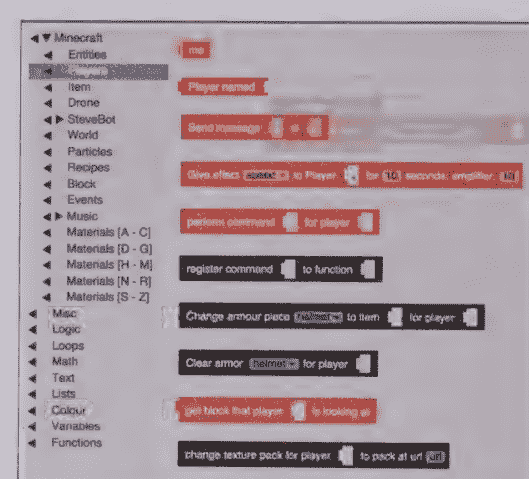 Minecraft
Entities
Item
Drone
SteveBot
World
Particles
Recipes
Block
Events
Music
Materials [A - C]
Materials [D - G]
Materials [H - M]
Materials [N - R]
Materials [S - Z]
Misc
Logic
Loops
Math
Text
Lists
Colour
Variables
Functions
me
Player named
Send message
Give effect speed to Player for 10 seconds, amplifier 10
perform command for player
register command to function
Change armour piece helmet to item for player
Clear armor helmet for player
get block that player is looking at
change texture pack for player to pack at url url